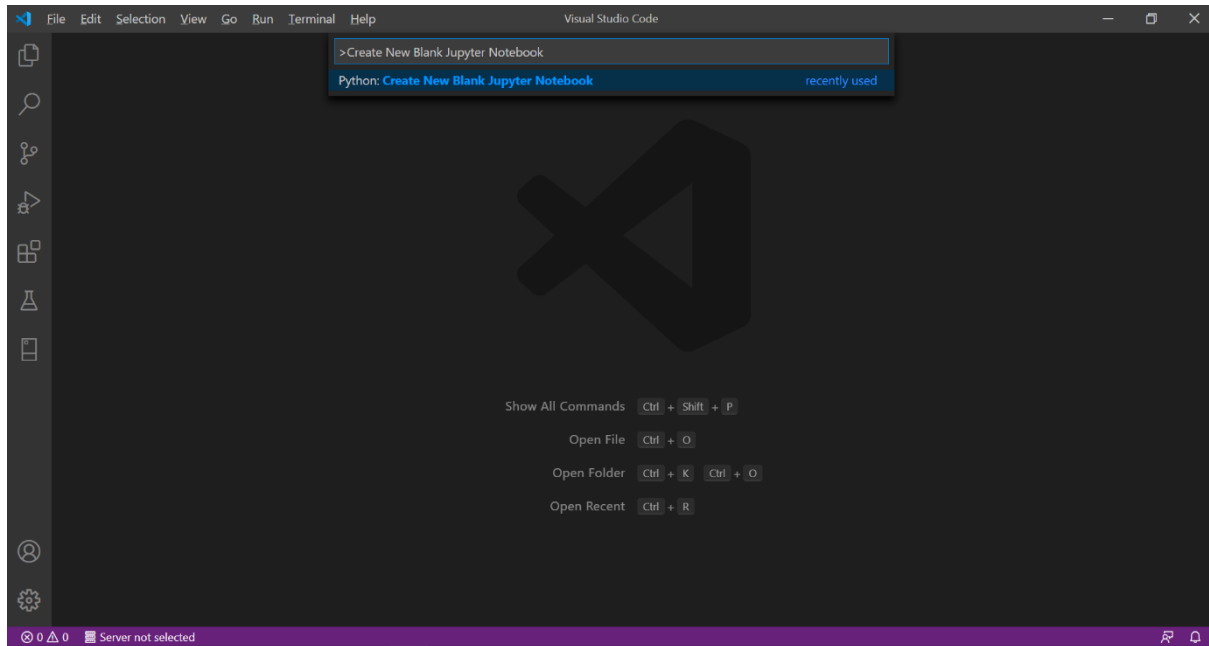 File Edit Selection View Go Run Terminal Help Visual Studio Code
>Create New Blank Jupyter Notebook
Python: Create New Blank Jupyter Notebook recently used
Show All Commands Ctrl + Shift + P
Open File Ctrl + O
Open Folder Ctrl + K Ctrl + O
Open Recent Ctrl + R
0 0 Server not selected